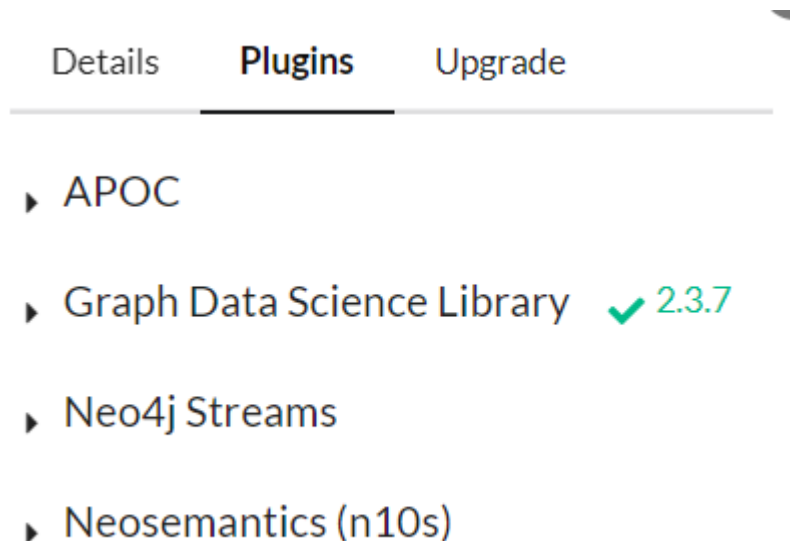 Details Plugins Upgrade
APOC
Graph Data Science Library 2.3.7
Neo4j Streams
Neosemantics (n10s)